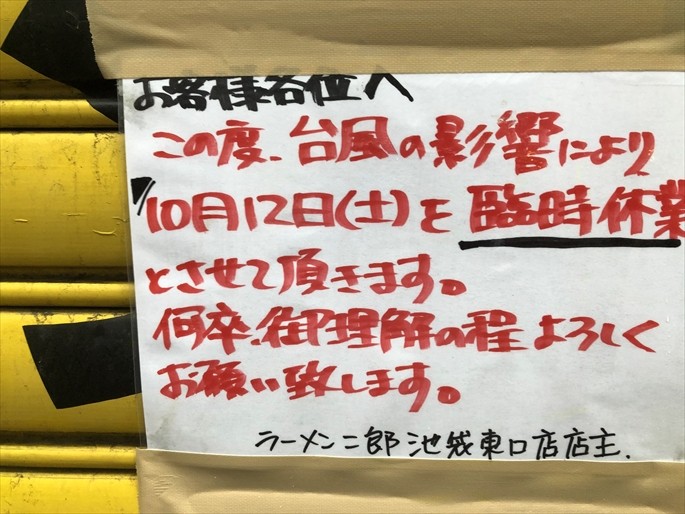 お客様各位へ
この度、台風の影響により
10月12日(土)を臨時休業
とさせて頂きます。
何卒、御理解の程よろしく
お願い致します。
ラーメン二郎池袋東口店店主.